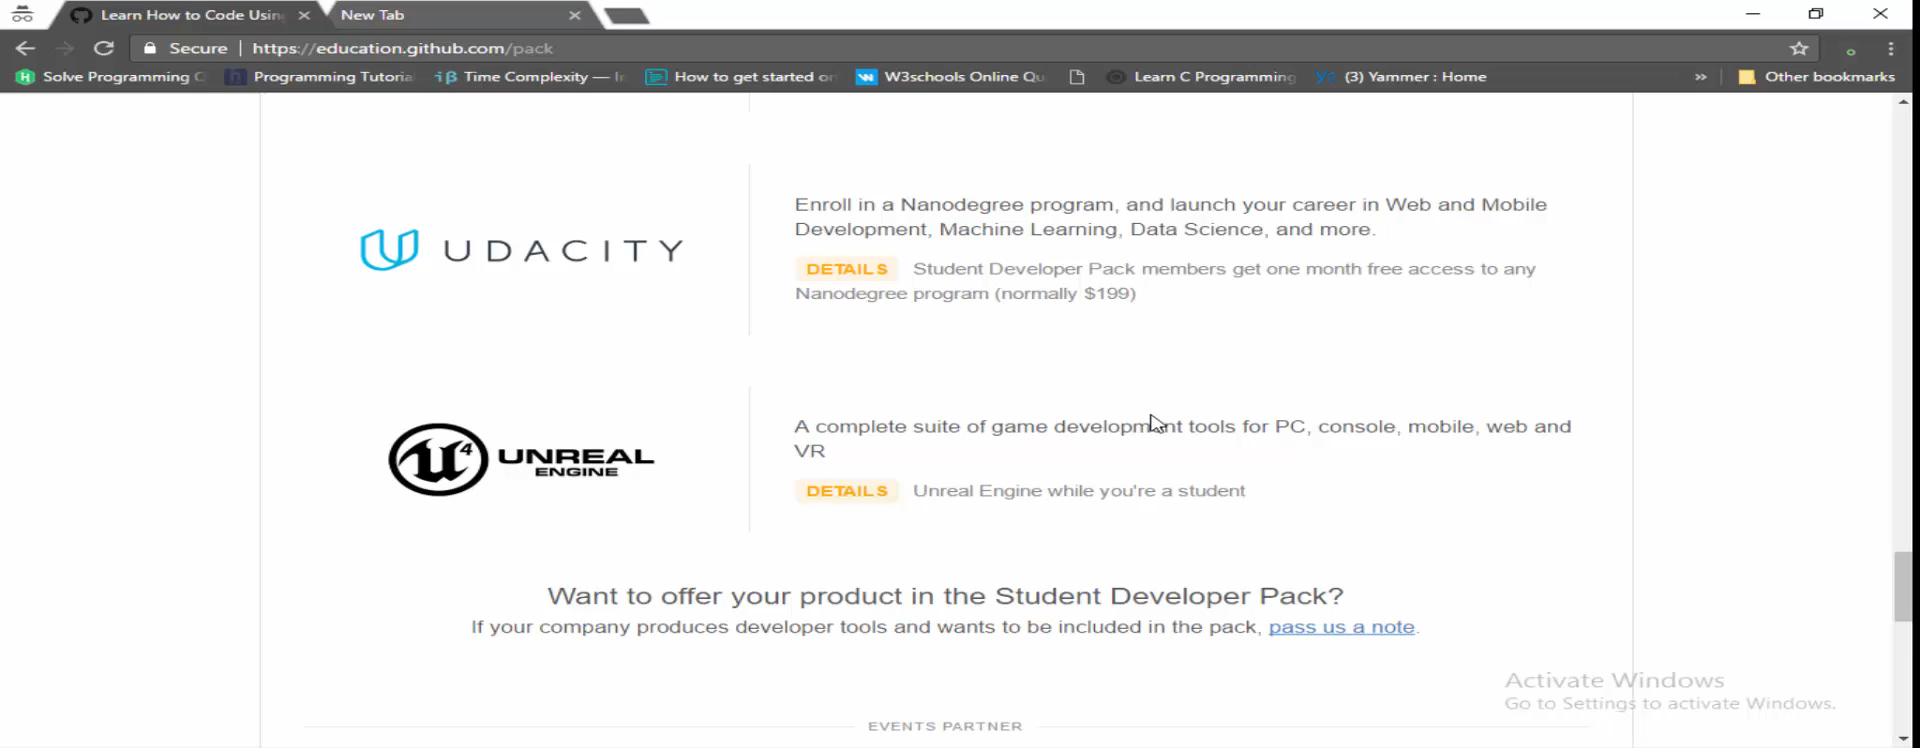 Learn How to Code Usin
New Tab
Secure
https://education.github.com/pack
Solve Programming
Programming Tutoria
Time Complexity —
How to get started o
W3schools Online Qu
Learn C Programming
(3) Yammer : Home
»
Other bookmarks
UDACITY
Enroll in a Nanodegree program, and launch your career in Web and Mobile
Development, Machine Learning, Data Science, and more.
DETAILS Student Developer Pack members get one month free access to any
Nanodegree program (normally $199)
UNREAL
ENGINE
A complete suite of game development tools for PC, console, mobile, web and
VR
DETAILS Unreal Engine while you're a student
Want to offer your product in the Student Developer Pack?
If your company produces developer tools and wants to be included in the pack, pass us a note.
Activate Windows
Go to Settings to activate Windows.
EVENTS PARTNER